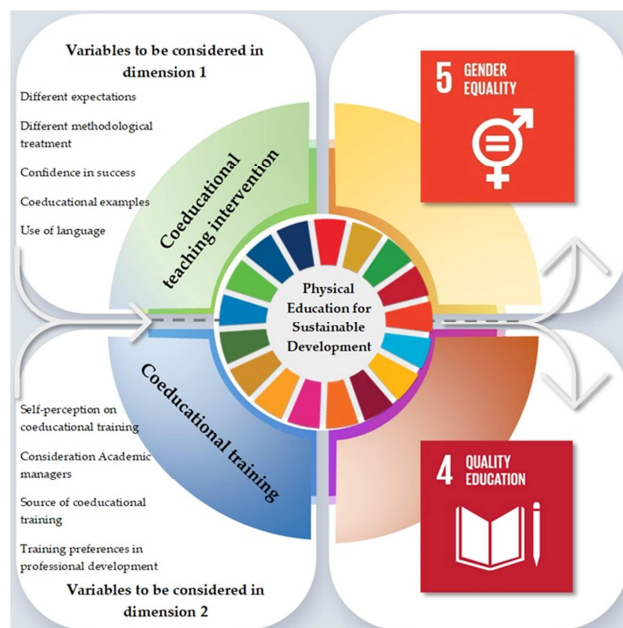 Variables to be considered in
dimension 1
Different expectations
Different methodological
treatment
Confidence in success
Coeducational examples
Use of language
Coeducational
teaching intervention
5 GENDER
EQUALITY
Physical
Education for
Sustainable
Development
Coeducational training
Self-perception on
coeducational training
Consideration Academic
managers
Source of coeducational
training
Training preferences in
professional development
Variables to be considered in
dimension 2
4 QUALITY
EDUCATION